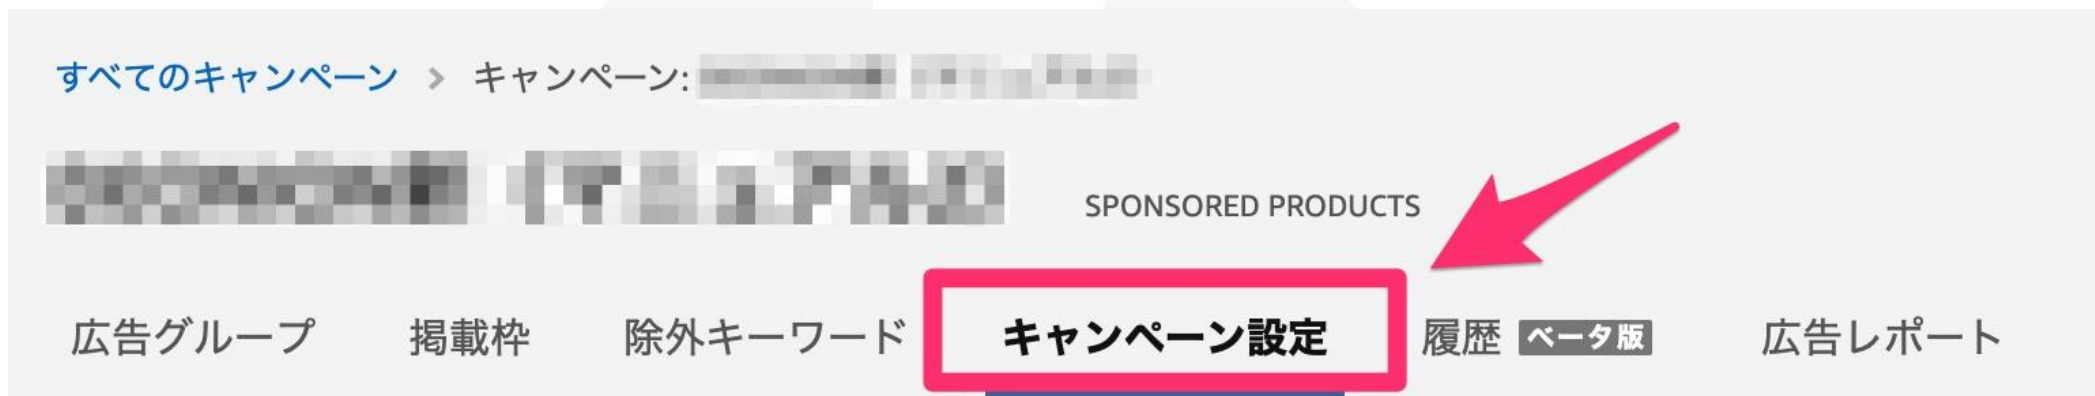 すべてのキャンペーン > キャンペーン:
SPONSORED PRODUCTS
広告グループ 掲載枠 除外キーワード キャンペーン設定 履歴 ベータ版 広告レポート